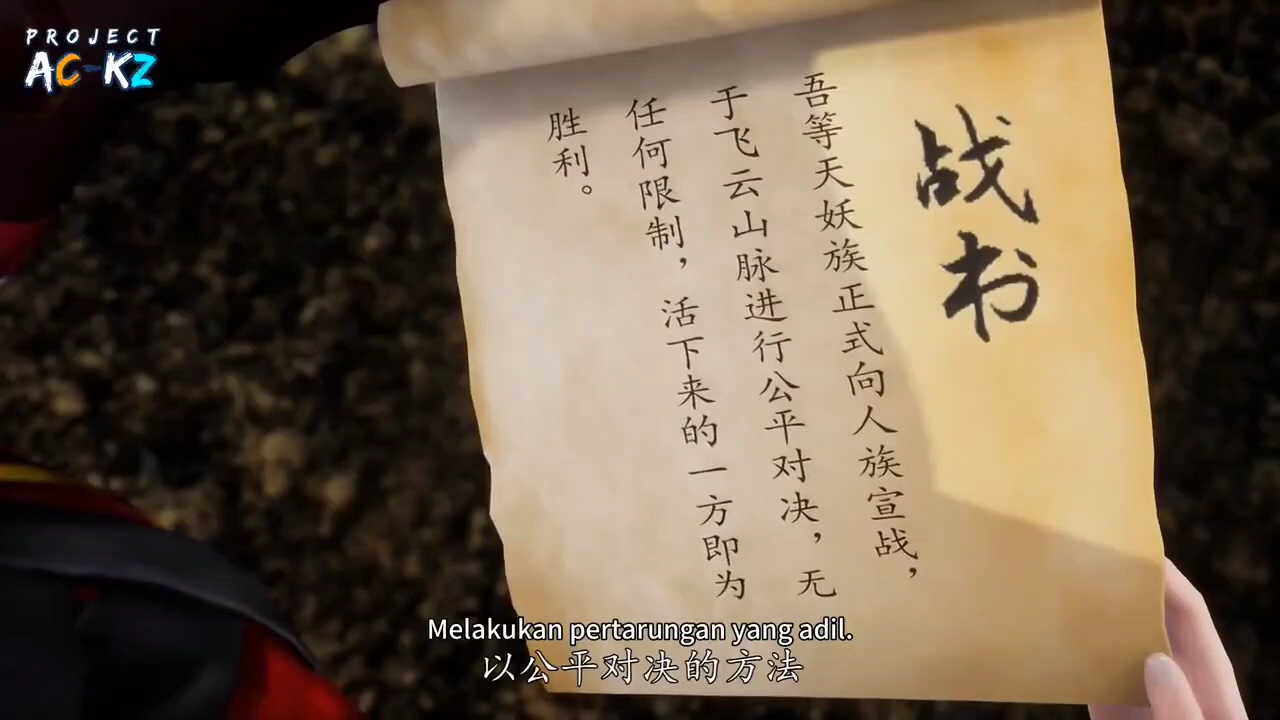 PROJECT
AC-KZ
战书
吾等天妖族正式向人族宣战，
于飞云山脉进行公平对决，无
任何限制，活下来的一方即为
胜利。
Melakukan pertarungan yang adil.
以公平对决的方法